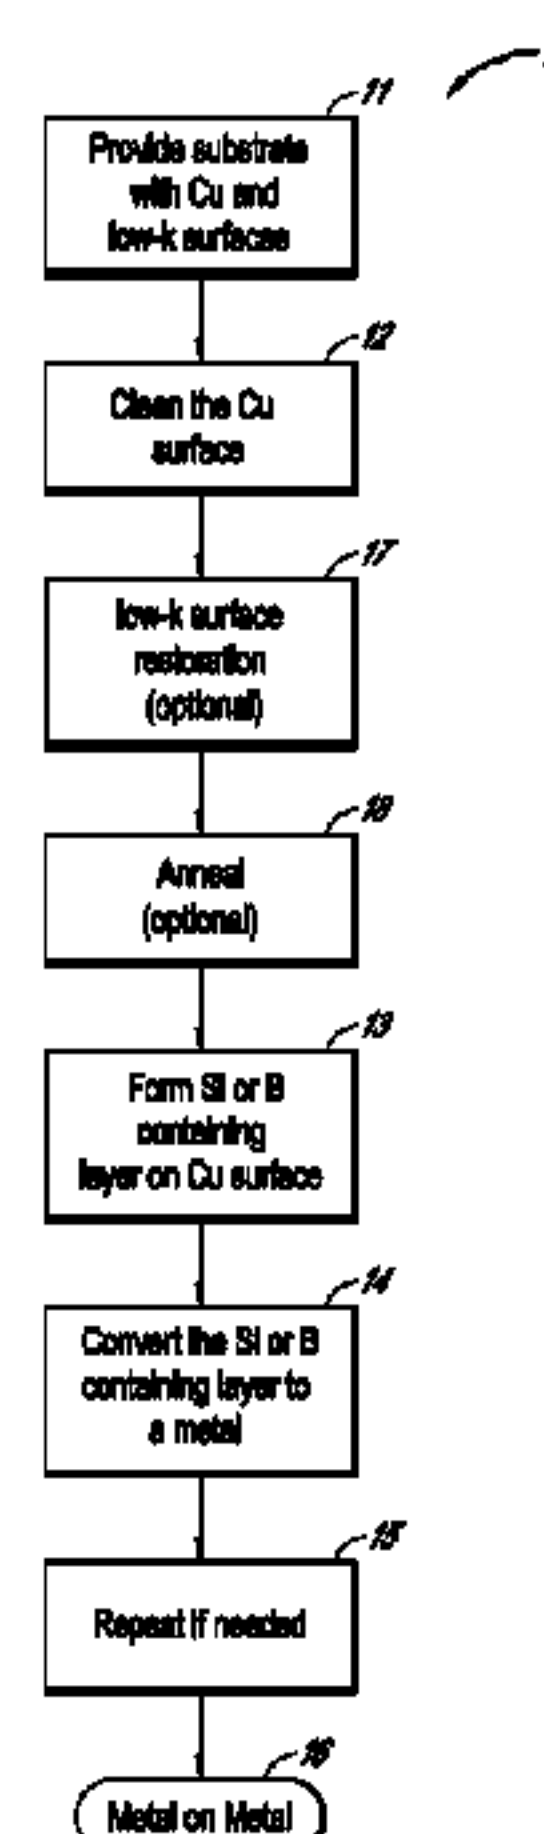 11
Provide substrate
with Cu and
low-k surfaces
12
Clean the Cu
surface
17
low-k surface
restoration
(optional)
18
Anneal
(optional)
13
Form Si or B
containing
layer on Cu surface
14
Convert the Si or B
containing layer to
a metal
15
Repeat if needed
16
Metal on Metal